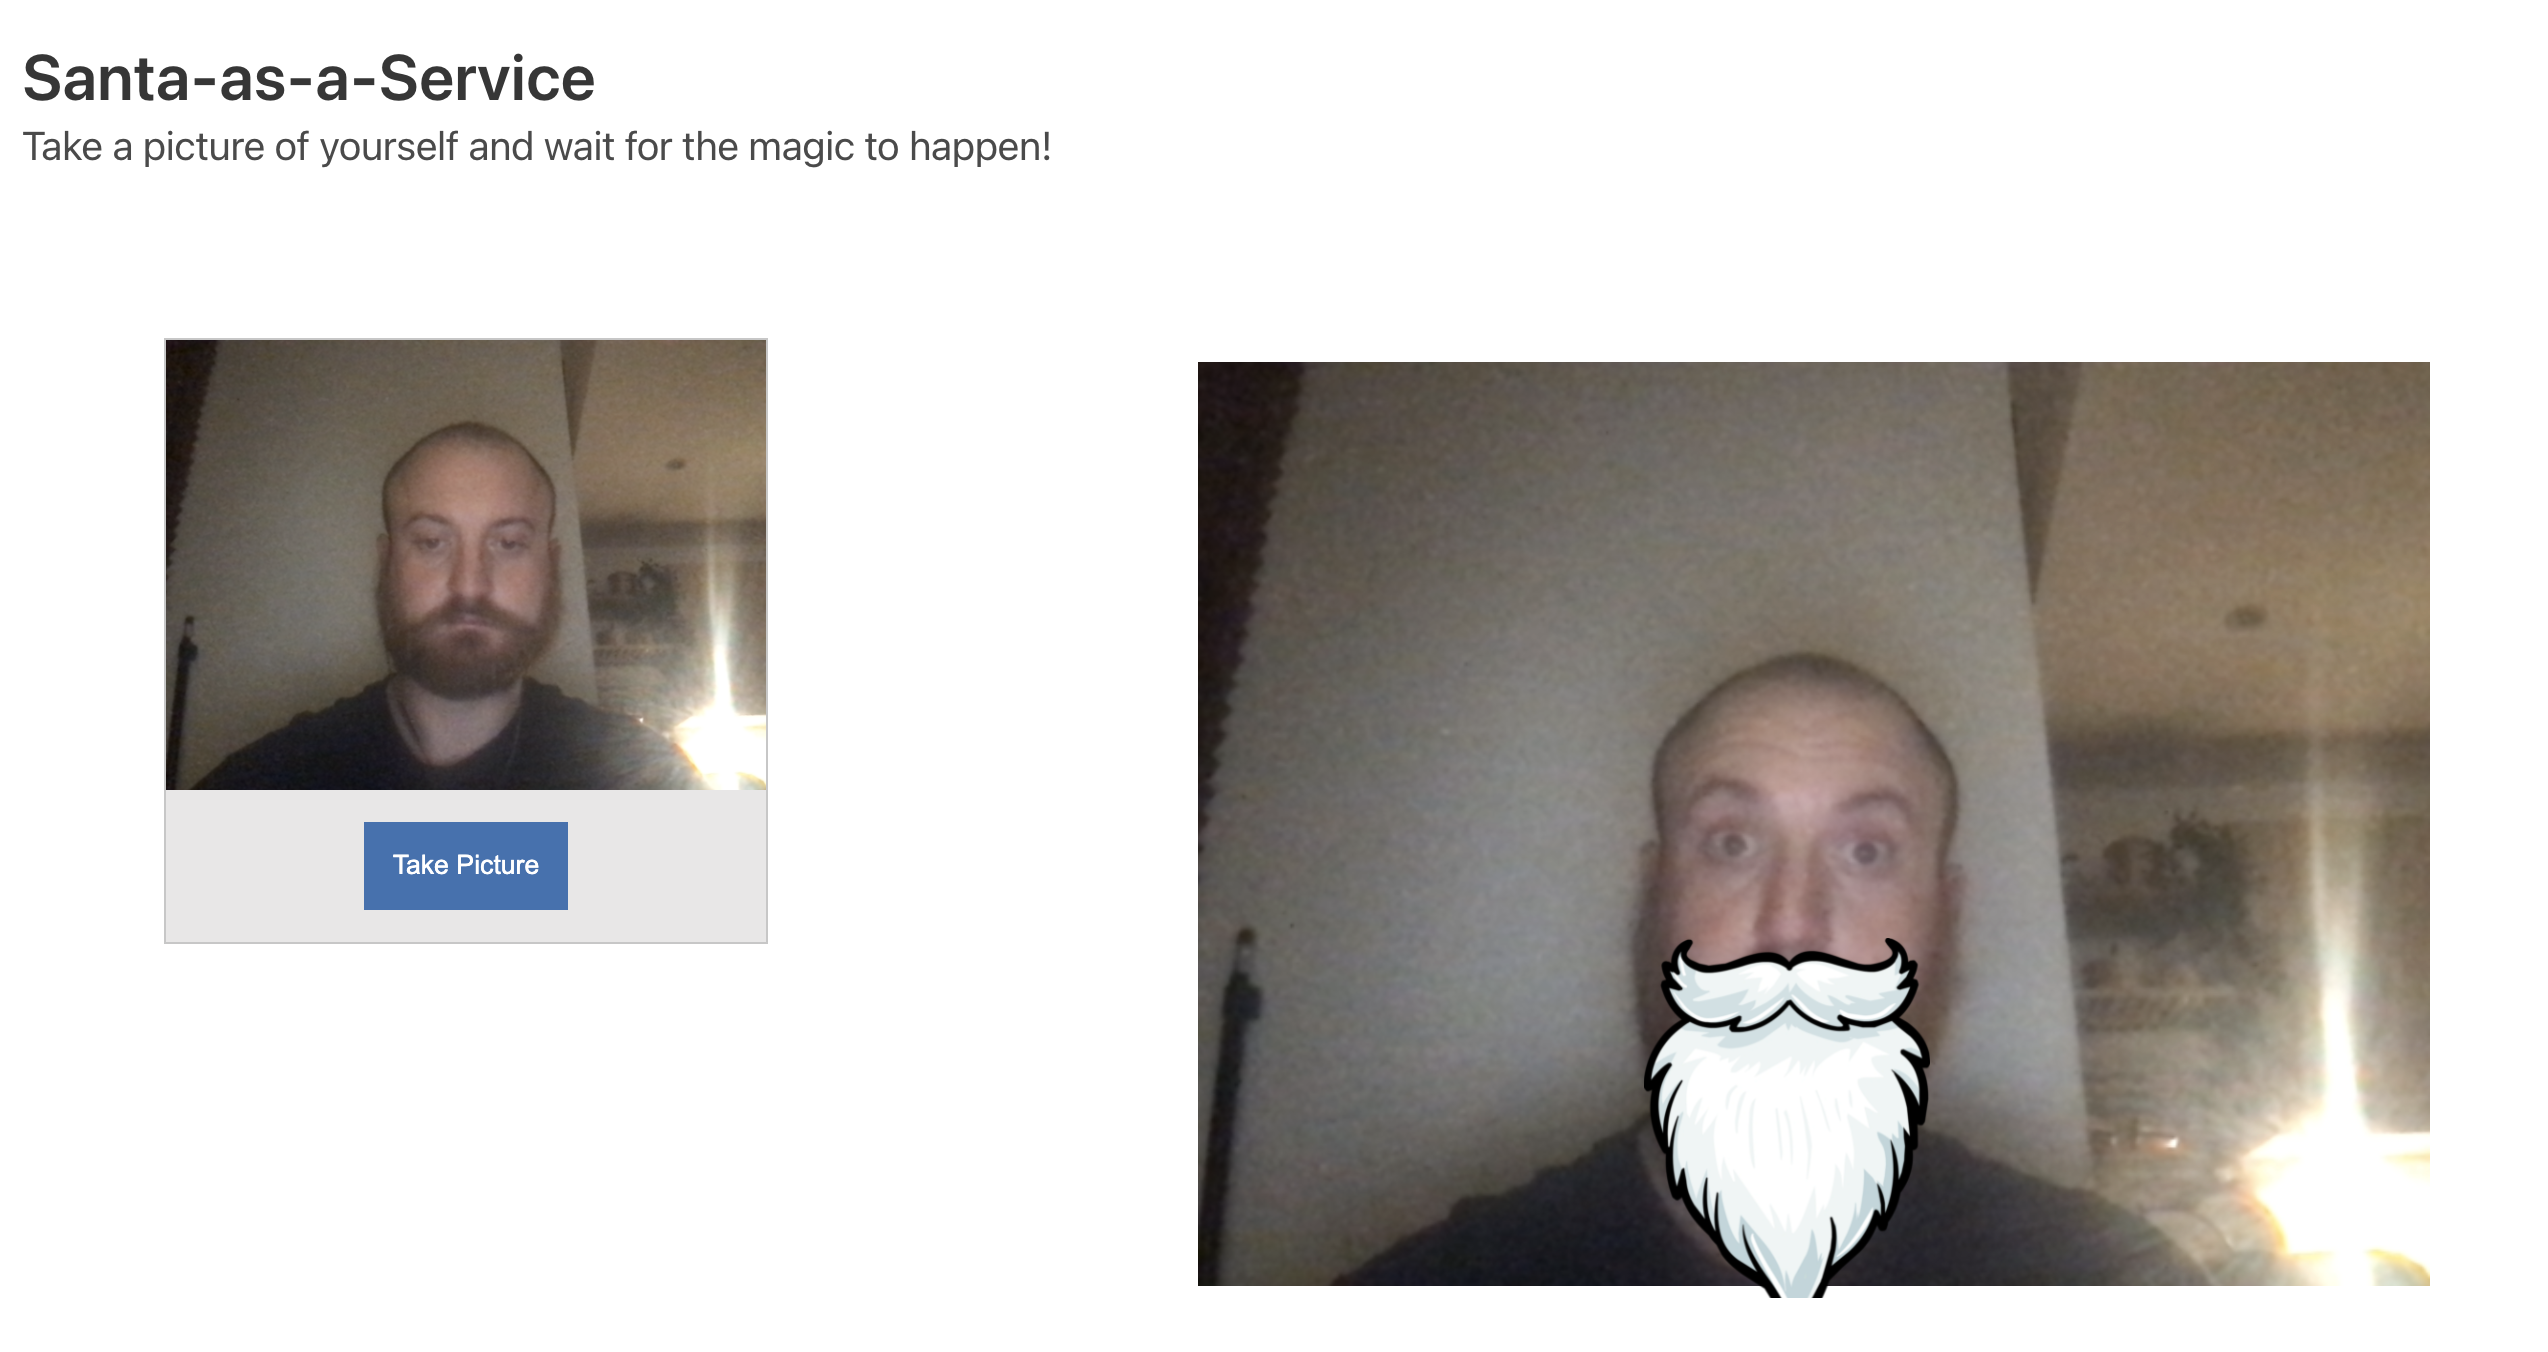 Santa-as-a-Service
Take a picture of yourself and wait for the magic to happen!
Take Picture